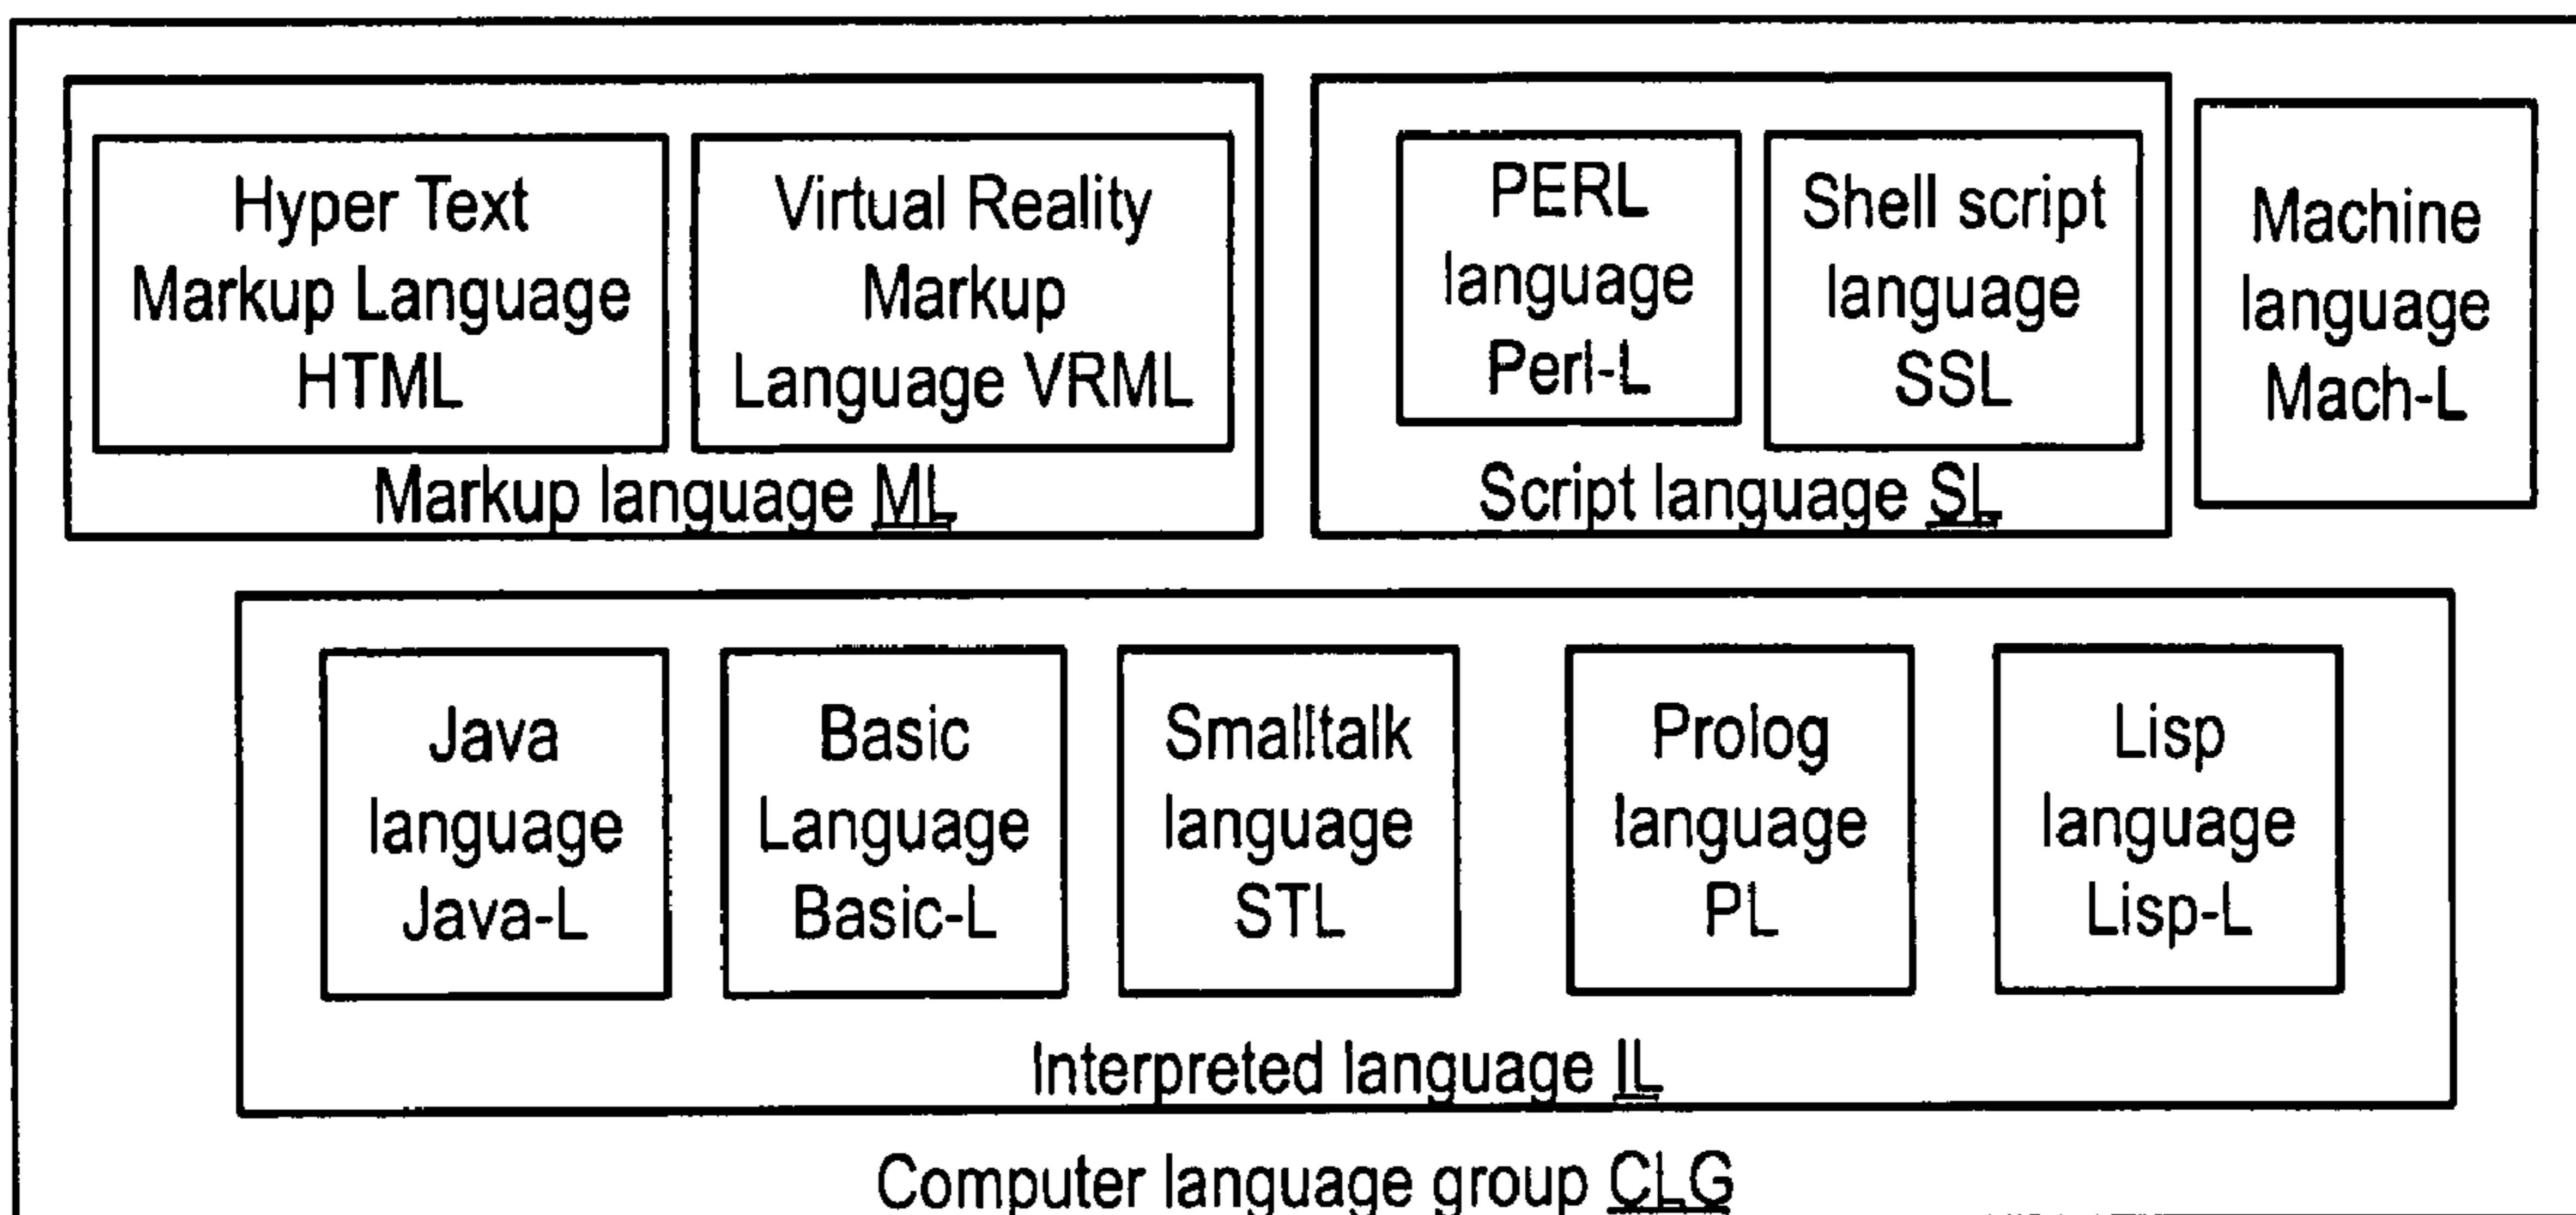 Hyper Text
Markup Language
HTML
Virtual Reality
Markup
Language VRML
Markup language ML
PERL
language
Perl-L
Shell script
language
SSL
Script language SL
Machine
language
Mach-L
Java
language
Java-L
Basic
Language
Basic-L
Smalltalk
language
STL
Prolog
language
PL
Lisp
language
Lisp-L
Interpreted language IL
Computer language group CLG